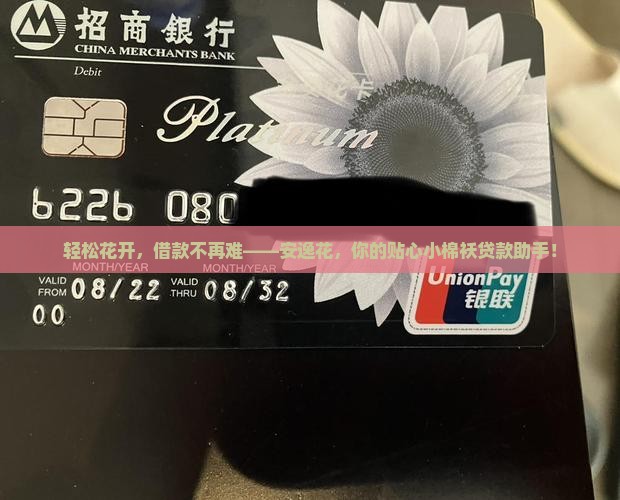 招商銀行
CHINA MERCHANTS BANK
Debit
Platinum
6226 080
轻松花开，借款不再难——安逸花，你的贴心小棉袄贷款助手！
MONTH/YEAR MONTH/YEAR
VALID FROM 08/22 VALID THRU 08/32
00
UnionPay
银联